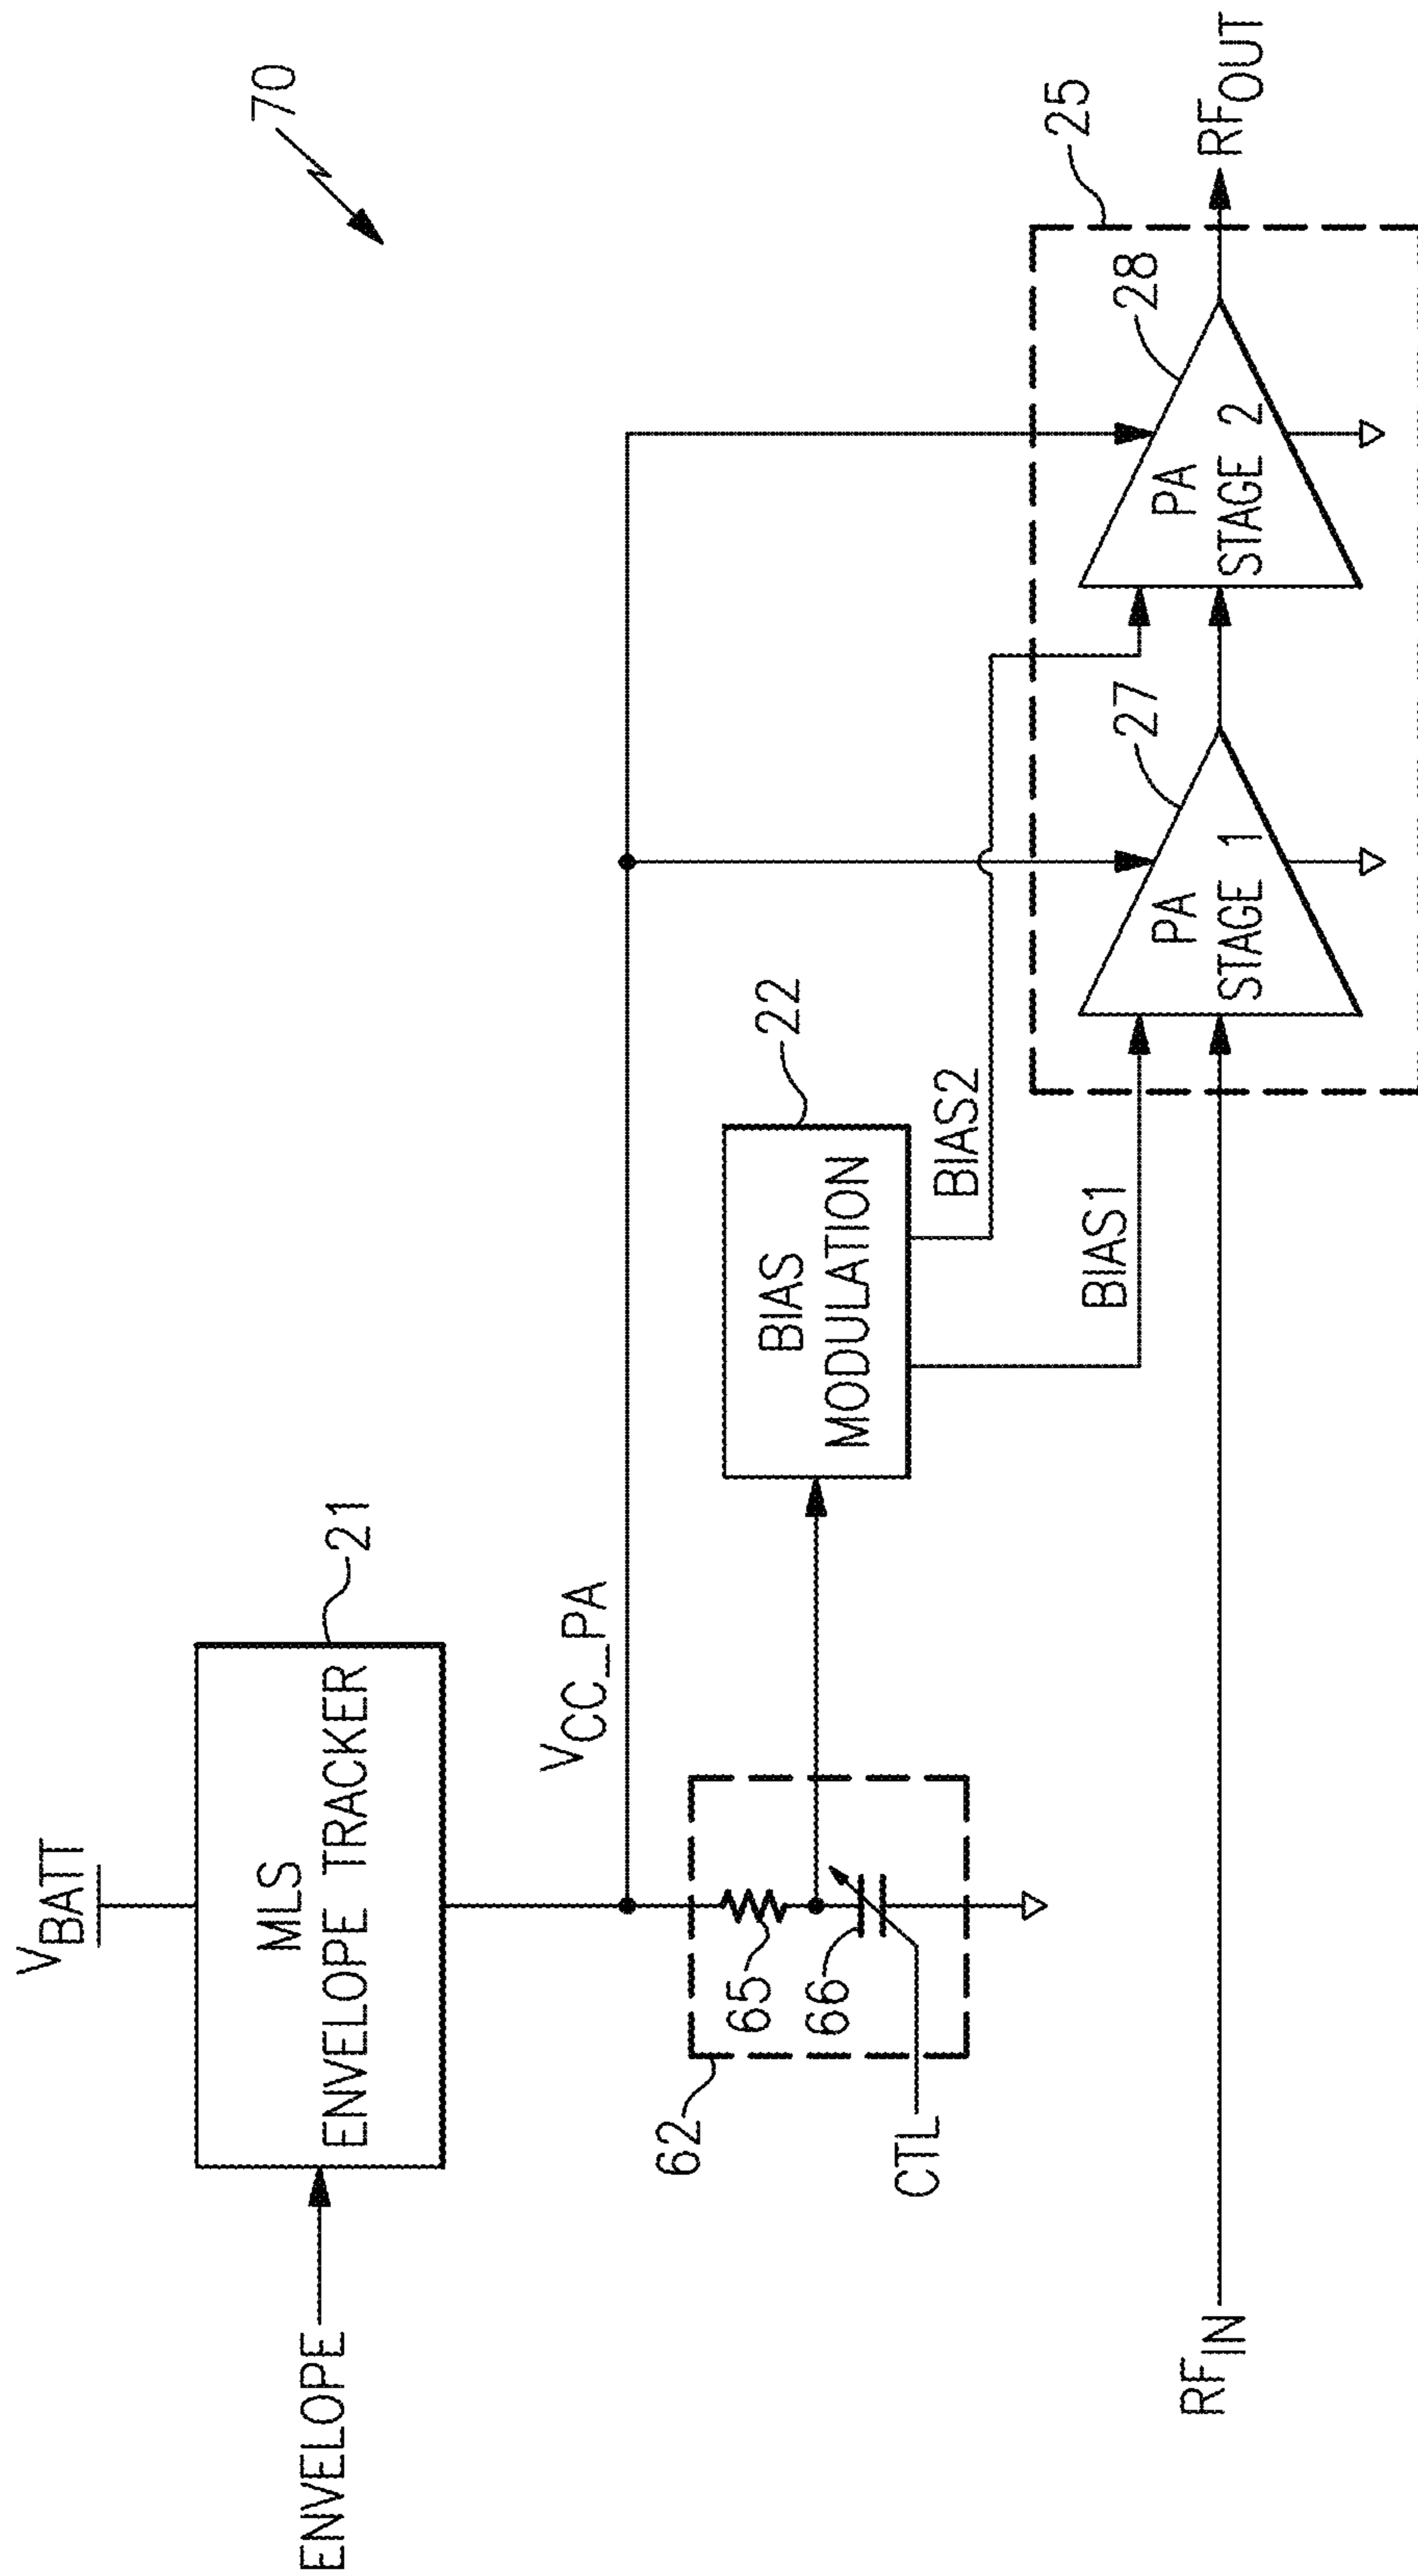 70
V_BATT
MLS
ENVELOPE TRACKER
21
ENVELOPE
V_CC_PA
62
65
66
CTL
BIAS
MODULATION
22
BIAS2
BIAS1
25
PA
STAGE 1
27
PA
STAGE 2
28
RF_IN
RF_OUT